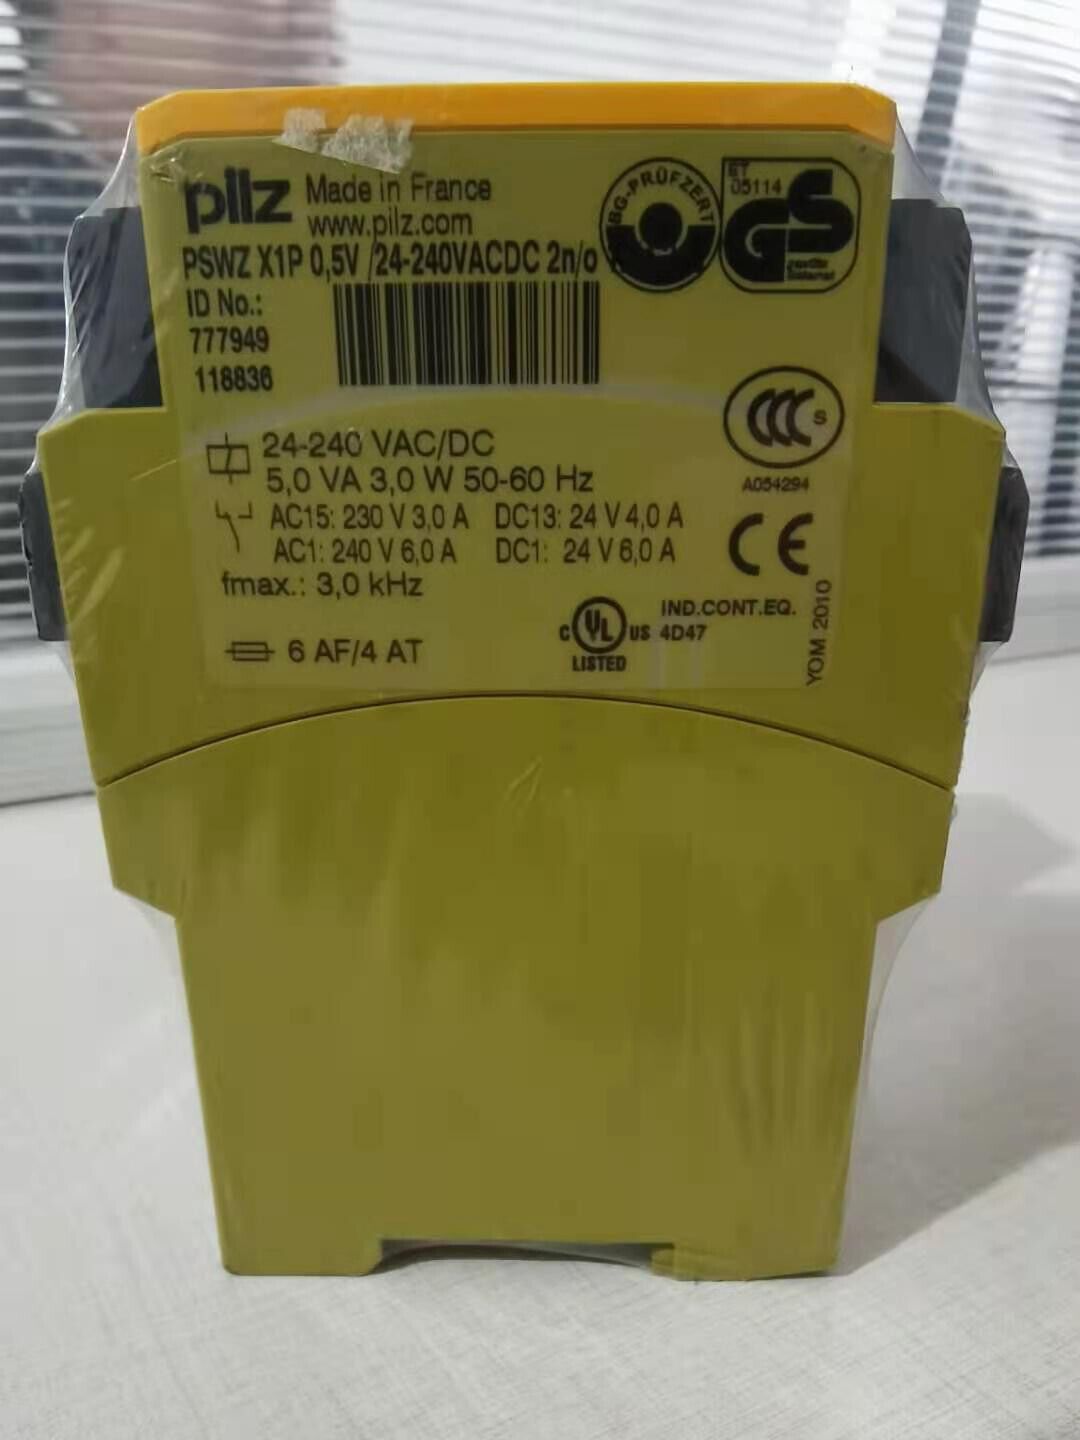 pilz Made in France
www.pilz.com
BG-PRÜFZERT
ET
05114
GS
PSWZ X1P 0,5V /24-240VACDC 2n/o
ID No.:
777949
118836
CCC S
A054294
24-240 VAC/DC
5,0 VA 3,0 W 50-60 Hz
AC15: 230 V 3,0 A DC13: 24 V 4,0 A
AC1: 240 V 6,0 A DC1: 24 V 6,0 A
CE
fmax.: 3,0 kHz
6 AF/4 AT
C UL US
LISTED
IND.CONT.EQ.
4D47
YOM 2010